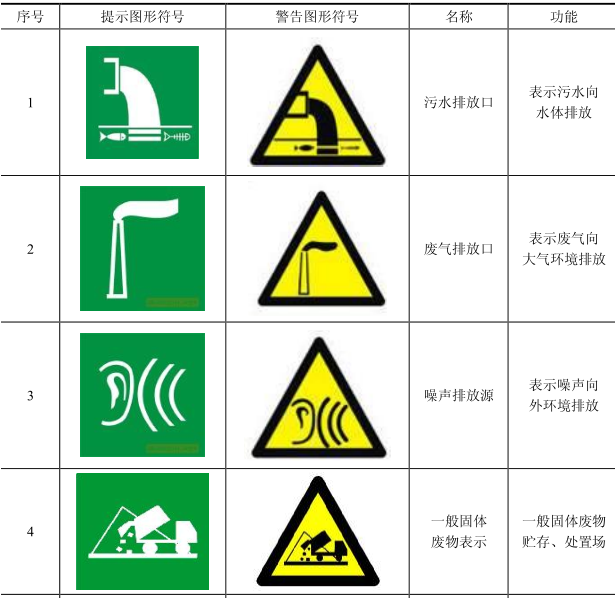 序号 提示图形符号 警告图形符号 名称 功能
1 污水排放口 表示污水向
水体排放
2 废气排放口 表示废气向
大气环境排放
3 噪声排放源 表示噪声向
外环境排放
4 一般固体
废物表示 一般固体废物
贮存、处置场